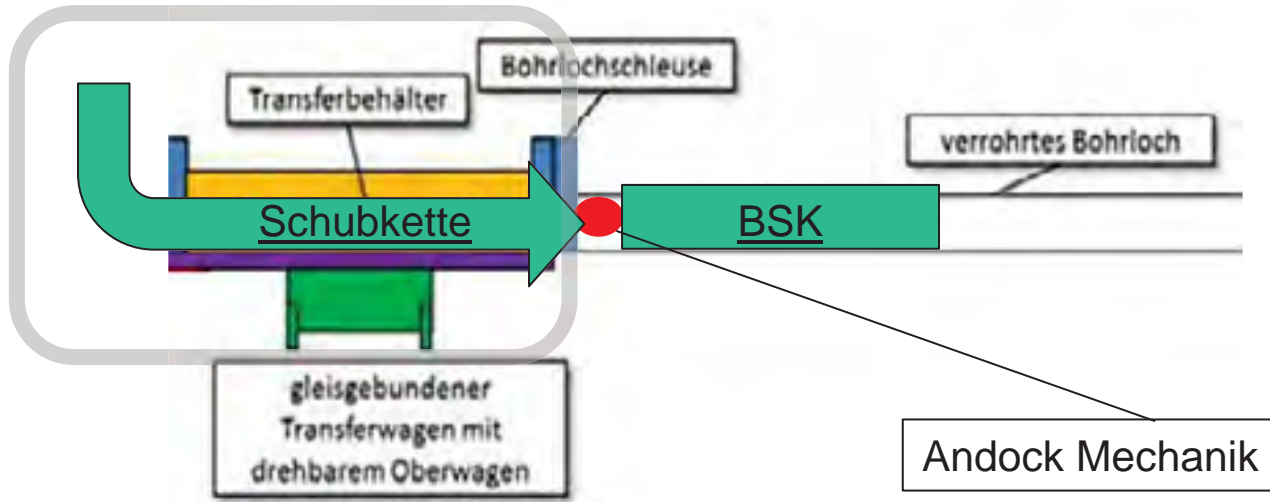 Bohrlochschleuse
Transferbehälter
verrohrtes Bohrloch
Schubkette
BSK
gleisgebundener
Transferwagen mit
drehbarem Oberwagen
Andock Mechanik